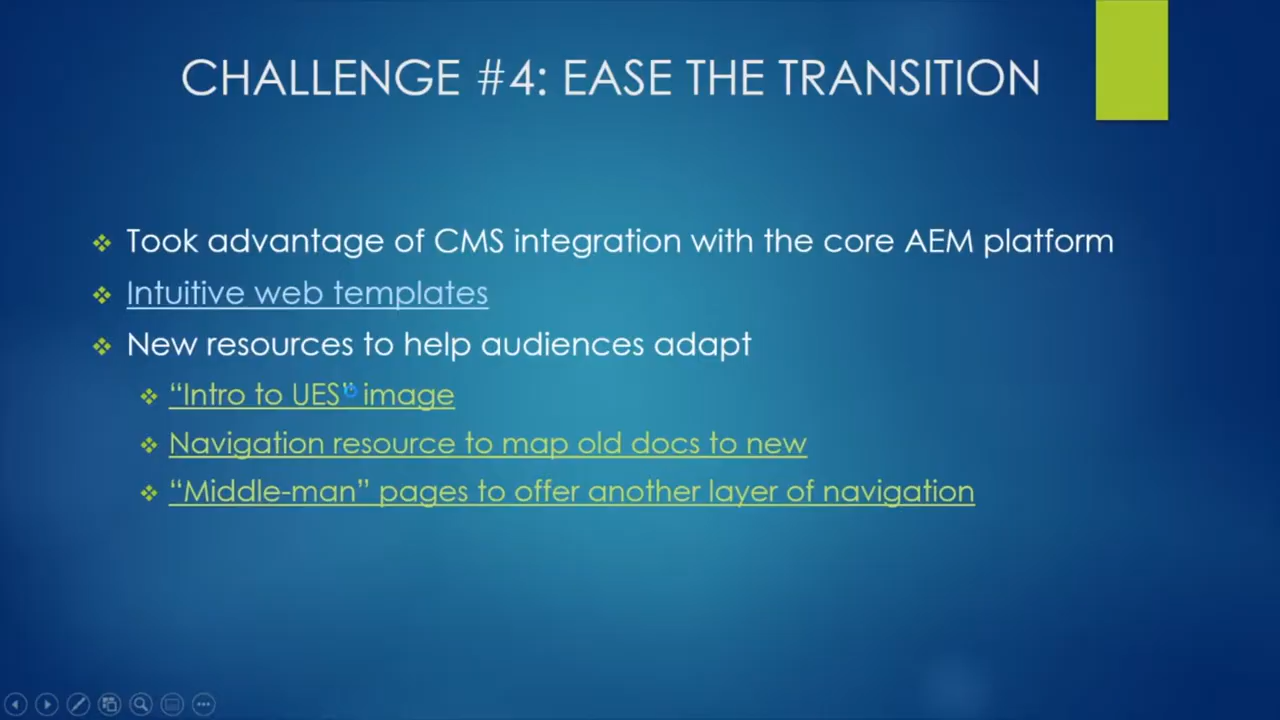 CHALLENGE #4: EASE THE TRANSITION
Took advantage of CMS integration with the core AEM platform
Intuitive web templates
New resources to help audiences adapt
“Intro to UES” image
Navigation resource to map old docs to new
“Middle-man” pages to offer another layer of navigation